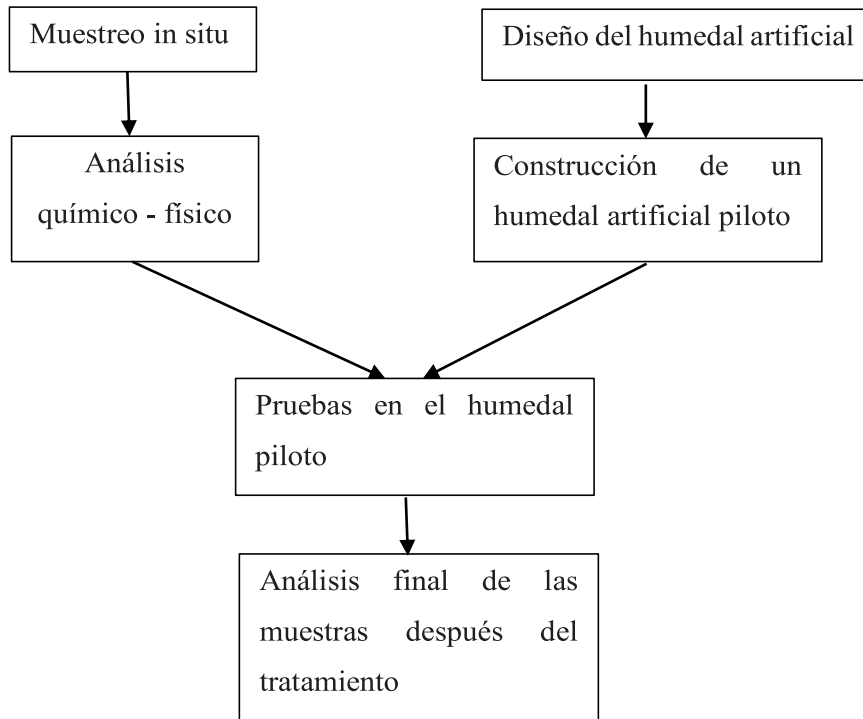 Muestreo in situ
Diseño del humedal artificial
Análisis
químico - físico
Construcción de un
humedal artificial piloto
Pruebas en el humedal
piloto
Análisis final de las
muestras después del
tratamiento